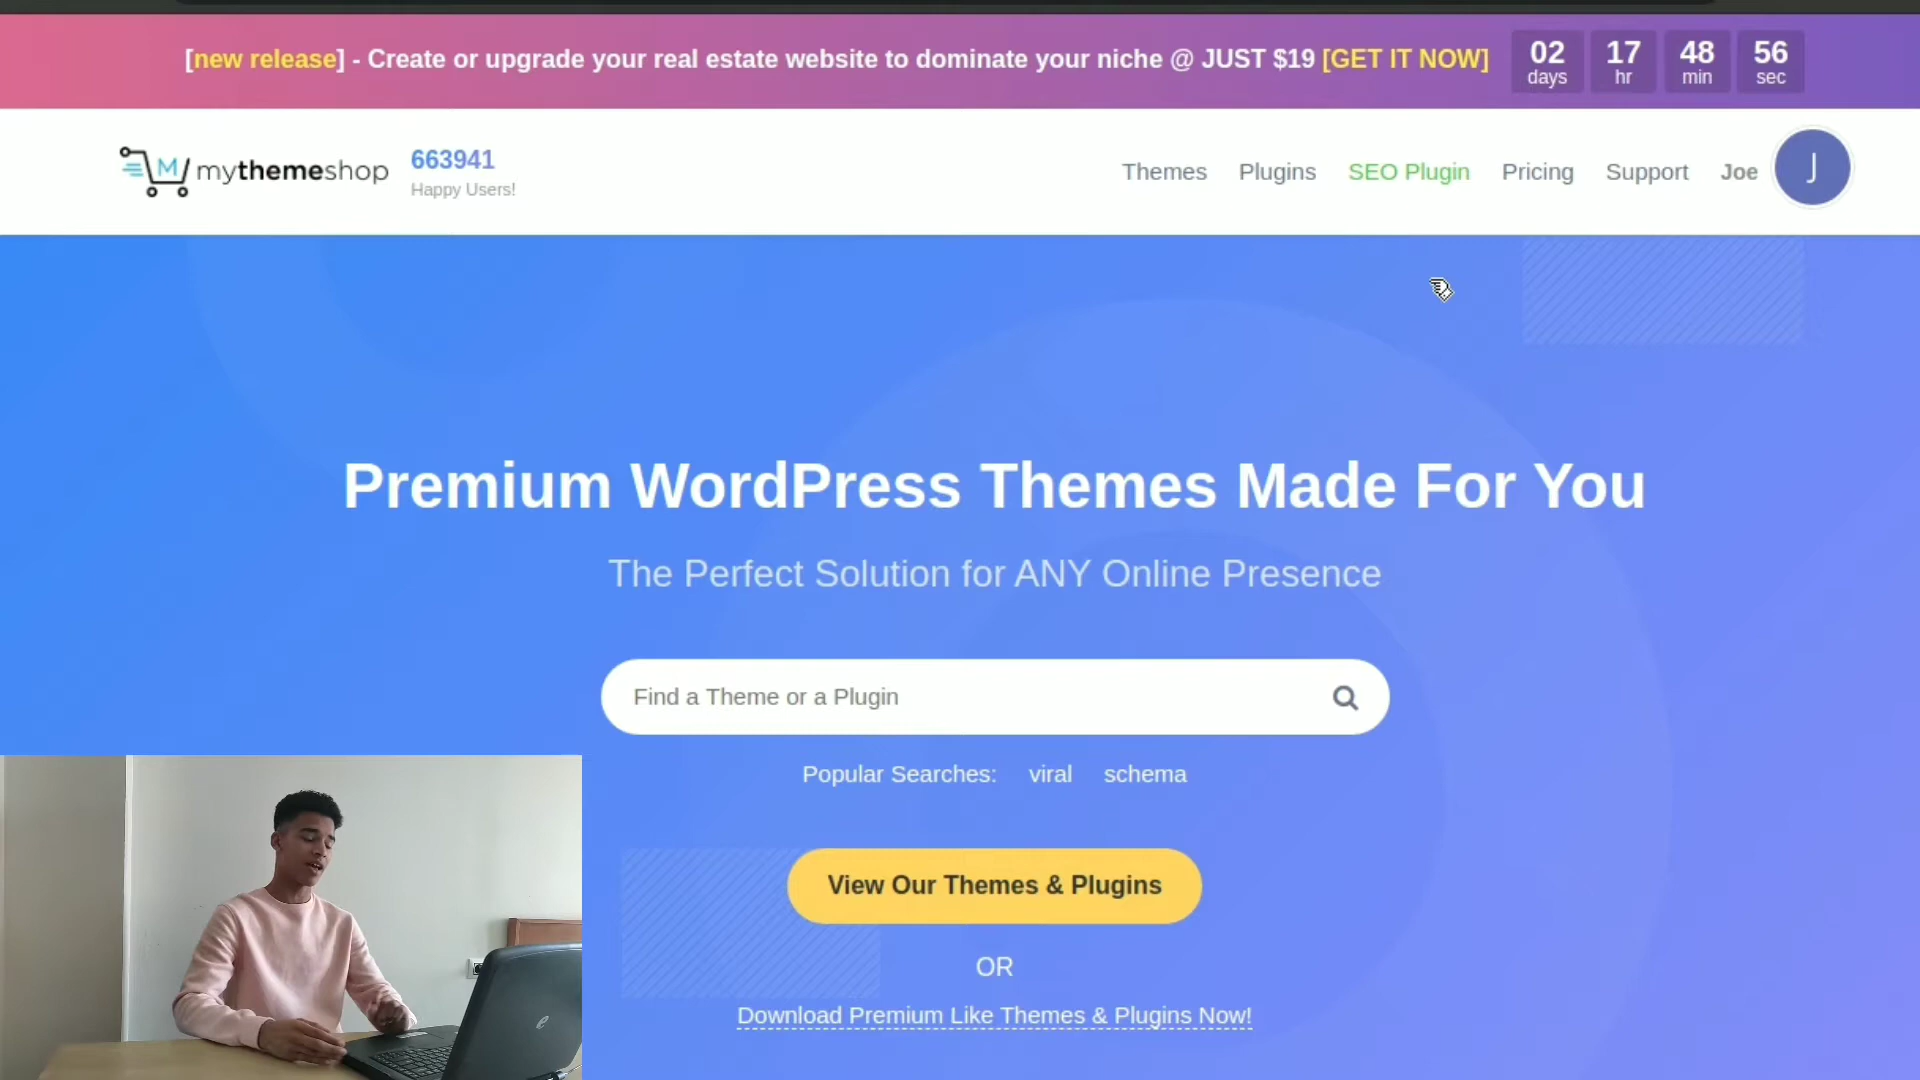 [new release] - Create or upgrade your real estate website to dominate your niche @ JUST $19 [GET IT NOW]
02 17 48 56
days hr min sec
mythemeshop
663941
Happy Users!
Themes Plugins SEO Plugin Pricing Support Joe J
Premium WordPress Themes Made For You
The Perfect Solution for ANY Online Presence
Find a Theme or a Plugin
Popular Searches: viral schema
View Our Themes & Plugins
OR
Download Premium Like Themes & Plugins Now!